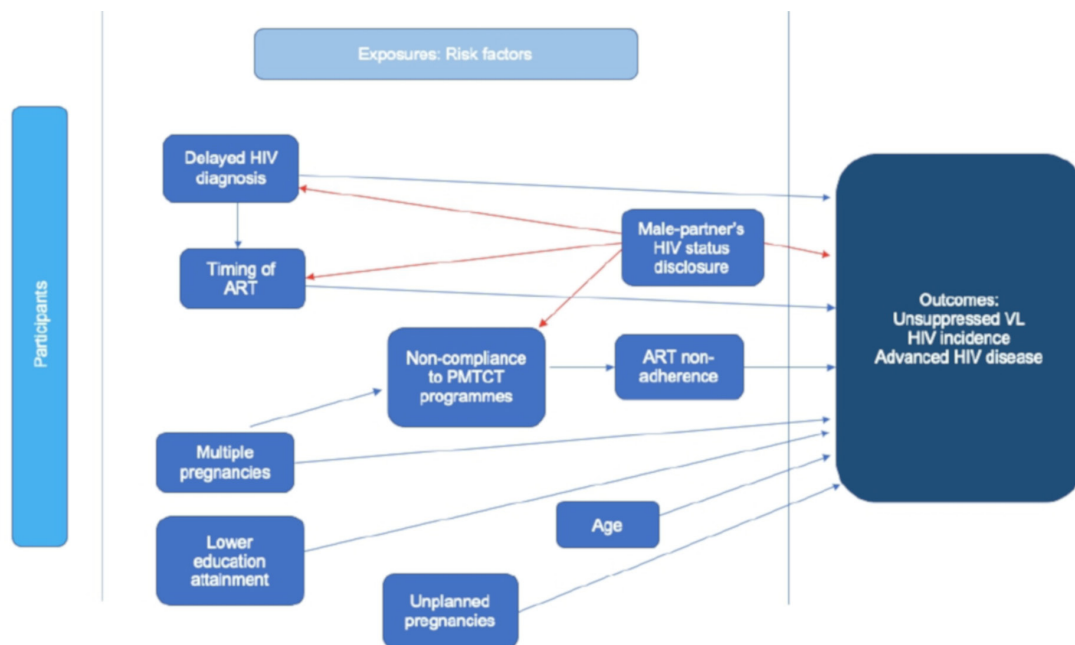 Exposures: Risk factors
Participants
Delayed HIV
diagnosis
Male-partner's
HIV status
disclosure
Timing of
ART
Outcomes:
Unsuppressed VL
HIV incidence
Advanced HIV disease
Non-compliance
to PMTCT
programmes
ART non-
adherence
Multiple
pregnancies
Age
Lower
education
attainment
Unplanned
pregnancies